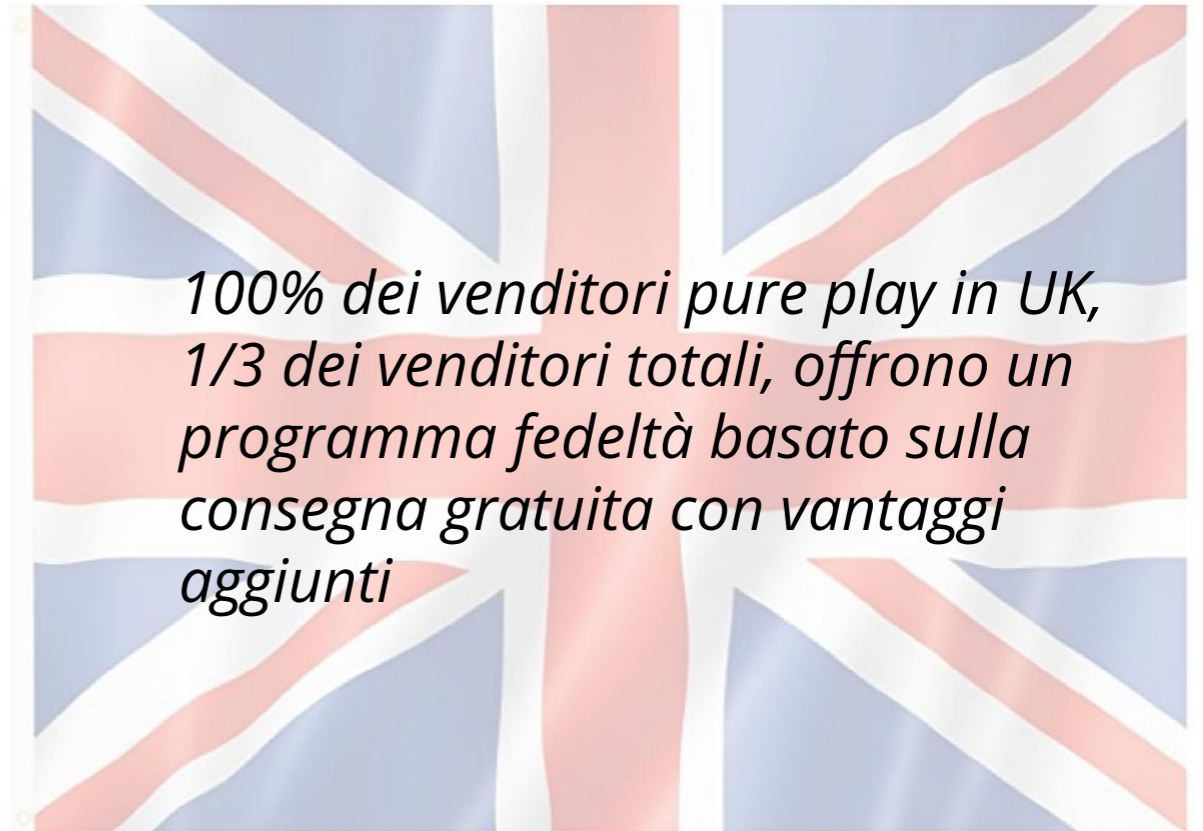 100% dei venditori pure play in UK,
1/3 dei venditori totali, offrono un
programma fedeltà basato sulla
consegna gratuita con vantaggi
aggiunti